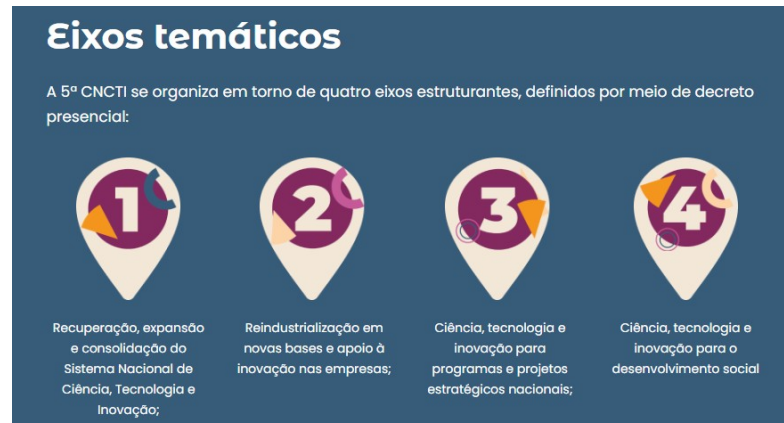 Eixos temáticos
A 5ª CNCTI se organiza em torno de quatro eixos estruturantes, definidos por meio de decreto
presencial:
1
Recuperação, expansão
e consolidação do
Sistema Nacional de
Ciência, Tecnologia e
Inovação;
2
Reindustrialização em
novas bases e apoio à
inovação nas empresas;
3
Ciência, tecnologia e
inovação para
programas e projetos
estratégicos nacionais;
4
Ciência, tecnologia e
inovação para o
desenvolvimento social